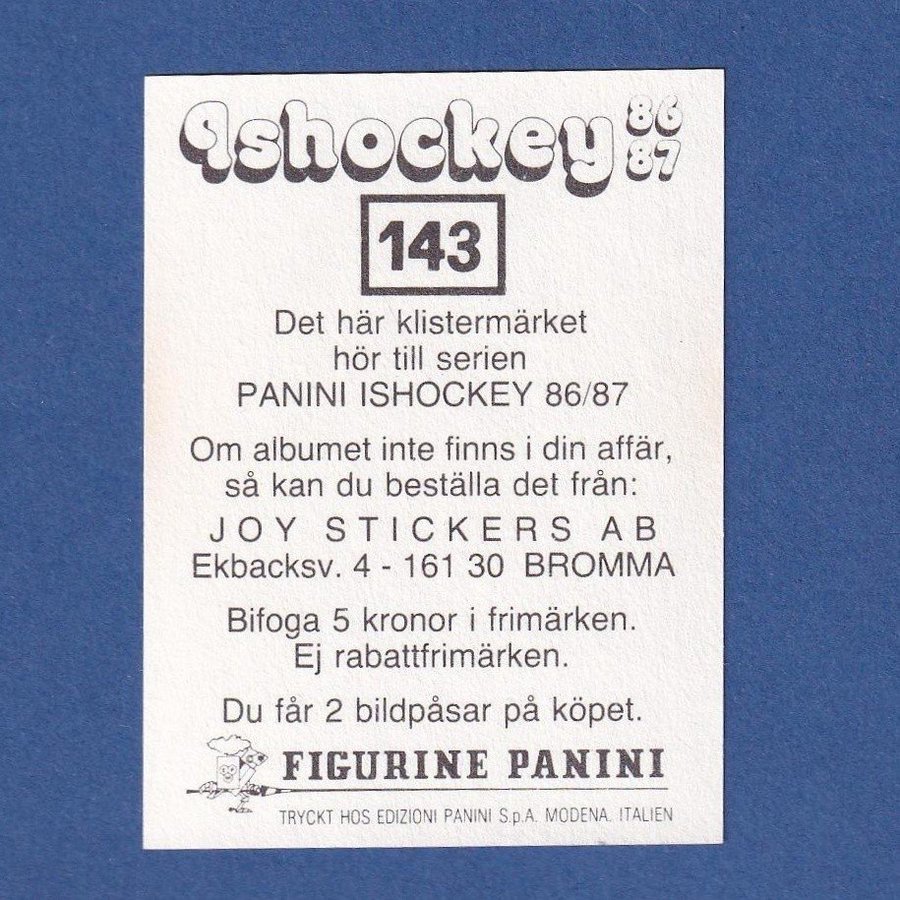 Ishockey 86
87
143
Det här klistermärket
hör till serien
PANINI ISHOCKEY 86/87
Om albumet inte finns i din affär,
så kan du beställa det från:
JOY STICKERS AB
Ekbacksv. 4 - 161 30 BROMMA
Bifoga 5 kronor i frimärken.
Ej rabattfrimärken.
Du får 2 bildpåsar på köpet.
FIGURINE PANINI
TRYCKT HOS EDIZIONI PANINI S.p.A. MODENA. ITALIEN